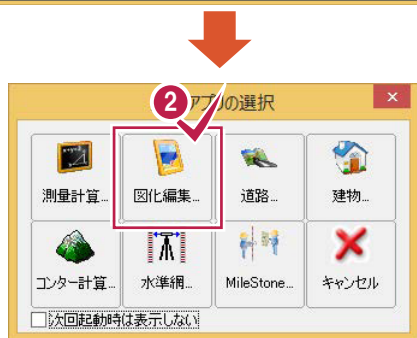 2
アプリの選択
測量計算...
図化編集...
道路...
建物...
コンター計算...
水準網...
MileStone...
キャンセル
次回起動時は表示しない